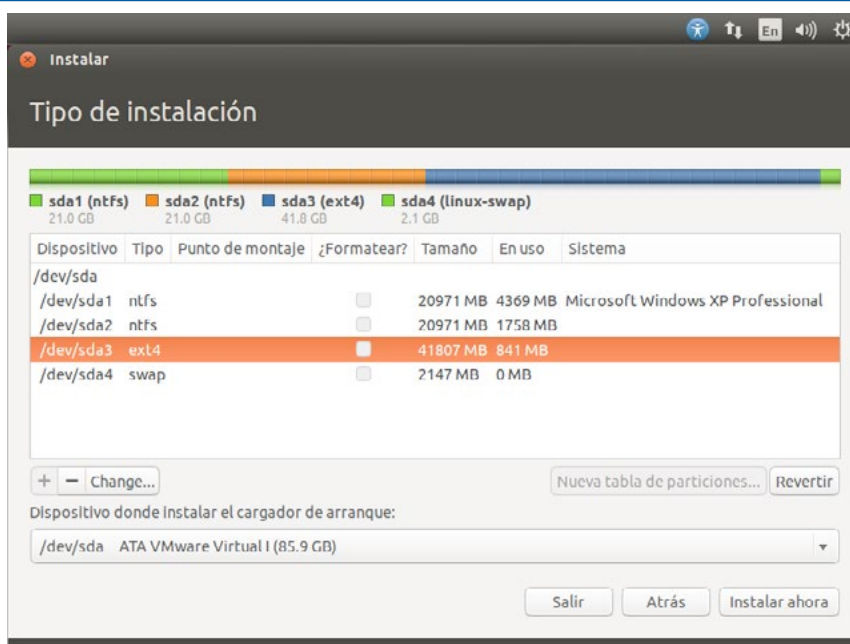 En
Instalar
Tipo de instalación
sda1 (ntfs) sda2 (ntfs) sda3 (ext4) sda4 (linux-swap)
21.0 GB 21.0 GB 41.8 GB 2.1 GB
Dispositivo Tipo Punto de montaje ¿Formatear? Tamaño En uso Sistema
/dev/sda
/dev/sda1 ntfs 20971 MB 4369 MB Microsoft Windows XP Professional
/dev/sda2 ntfs 20971 MB 1758 MB
/dev/sda3 ext4 41807 MB 841 MB
/dev/sda4 swap 2147 MB 0 MB
+ − Change... Nueva tabla de particiones... Revertir
Dispositivo donde instalar el cargador de arranque:
/dev/sda ATA VMware Virtual I (85.9 GB)
Salir Atrás Instalar ahora